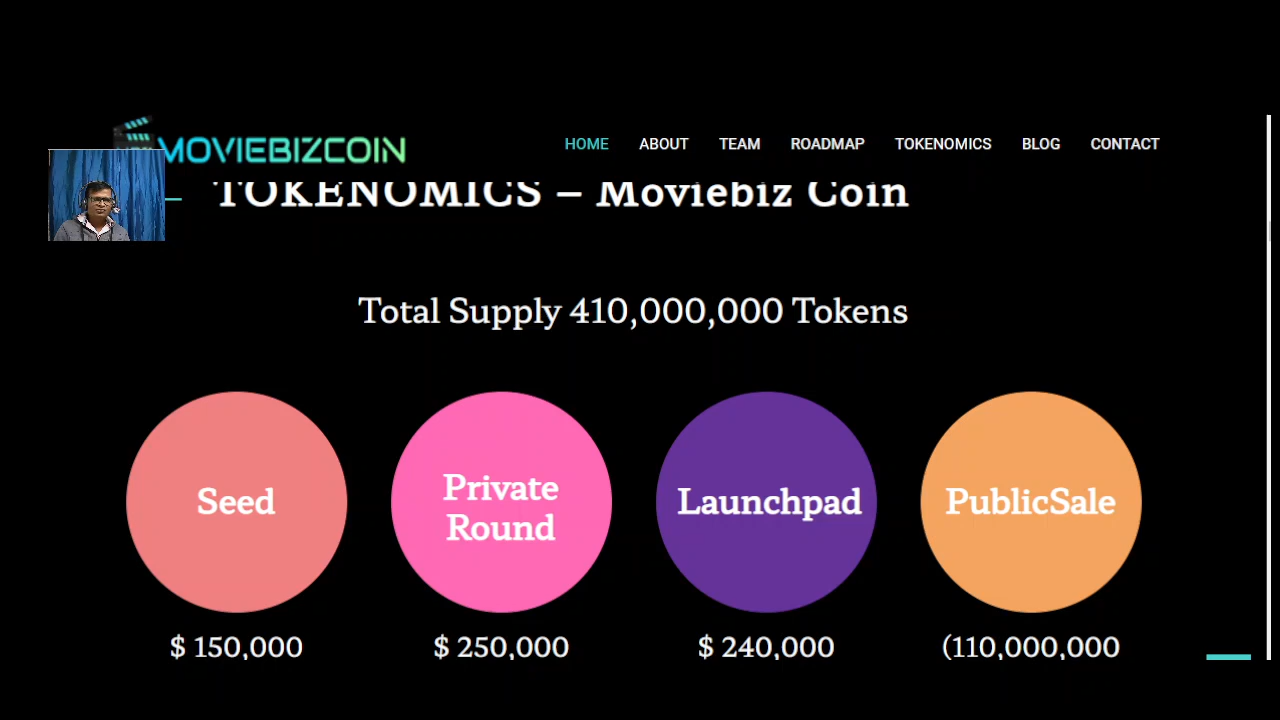 MOVIEBIZCOIN
HOME ABOUT TEAM ROADMAP TOKENOMICS BLOG CONTACT
TOKENOMICS – Moviebiz Coin
Total Supply 410,000,000 Tokens
Seed
Private
Round
Launchpad
PublicSale
$ 150,000
$ 250,000
$ 240,000
(110,000,000